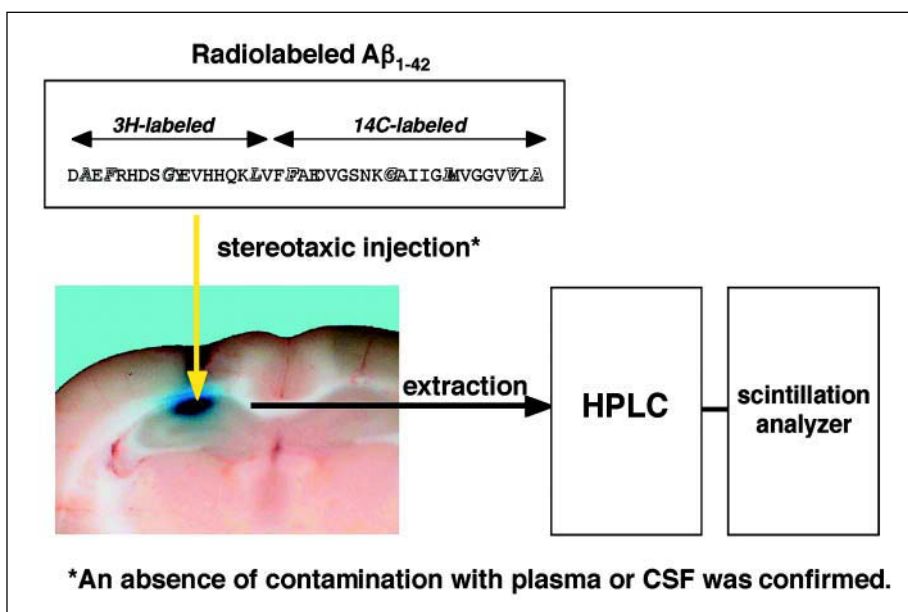 Radiolabeled Aβ1-42
3H-labeled 14C-labeled
DAEFRHDSGYEVHHQKLVFFAEDVGSNKGAIIGLMVGGVVIA
stereotaxic injection*
extraction
HPLC
scintillation
analyzer
*An absence of contamination with plasma or CSF was confirmed.